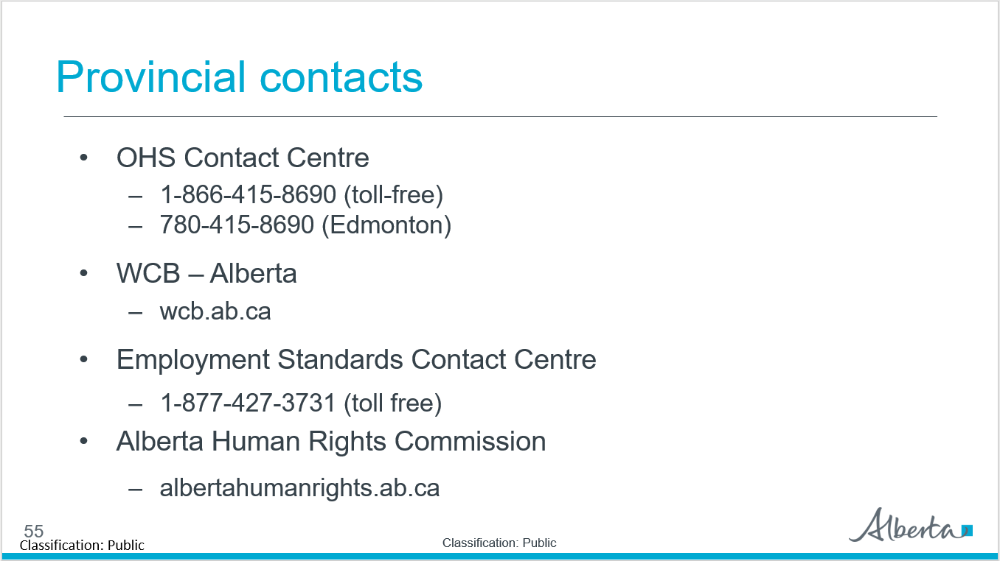 Provincial contacts
• OHS Contact Centre
– 1-866-415-8690 (toll-free)
– 780-415-8690 (Edmonton)
• WCB – Alberta
– wcb.ab.ca
• Employment Standards Contact Centre
– 1-877-427-3731 (toll free)
• Alberta Human Rights Commission
– albertahumanrights.ab.ca
55
Classification: Public
Classification: Public
Alberta